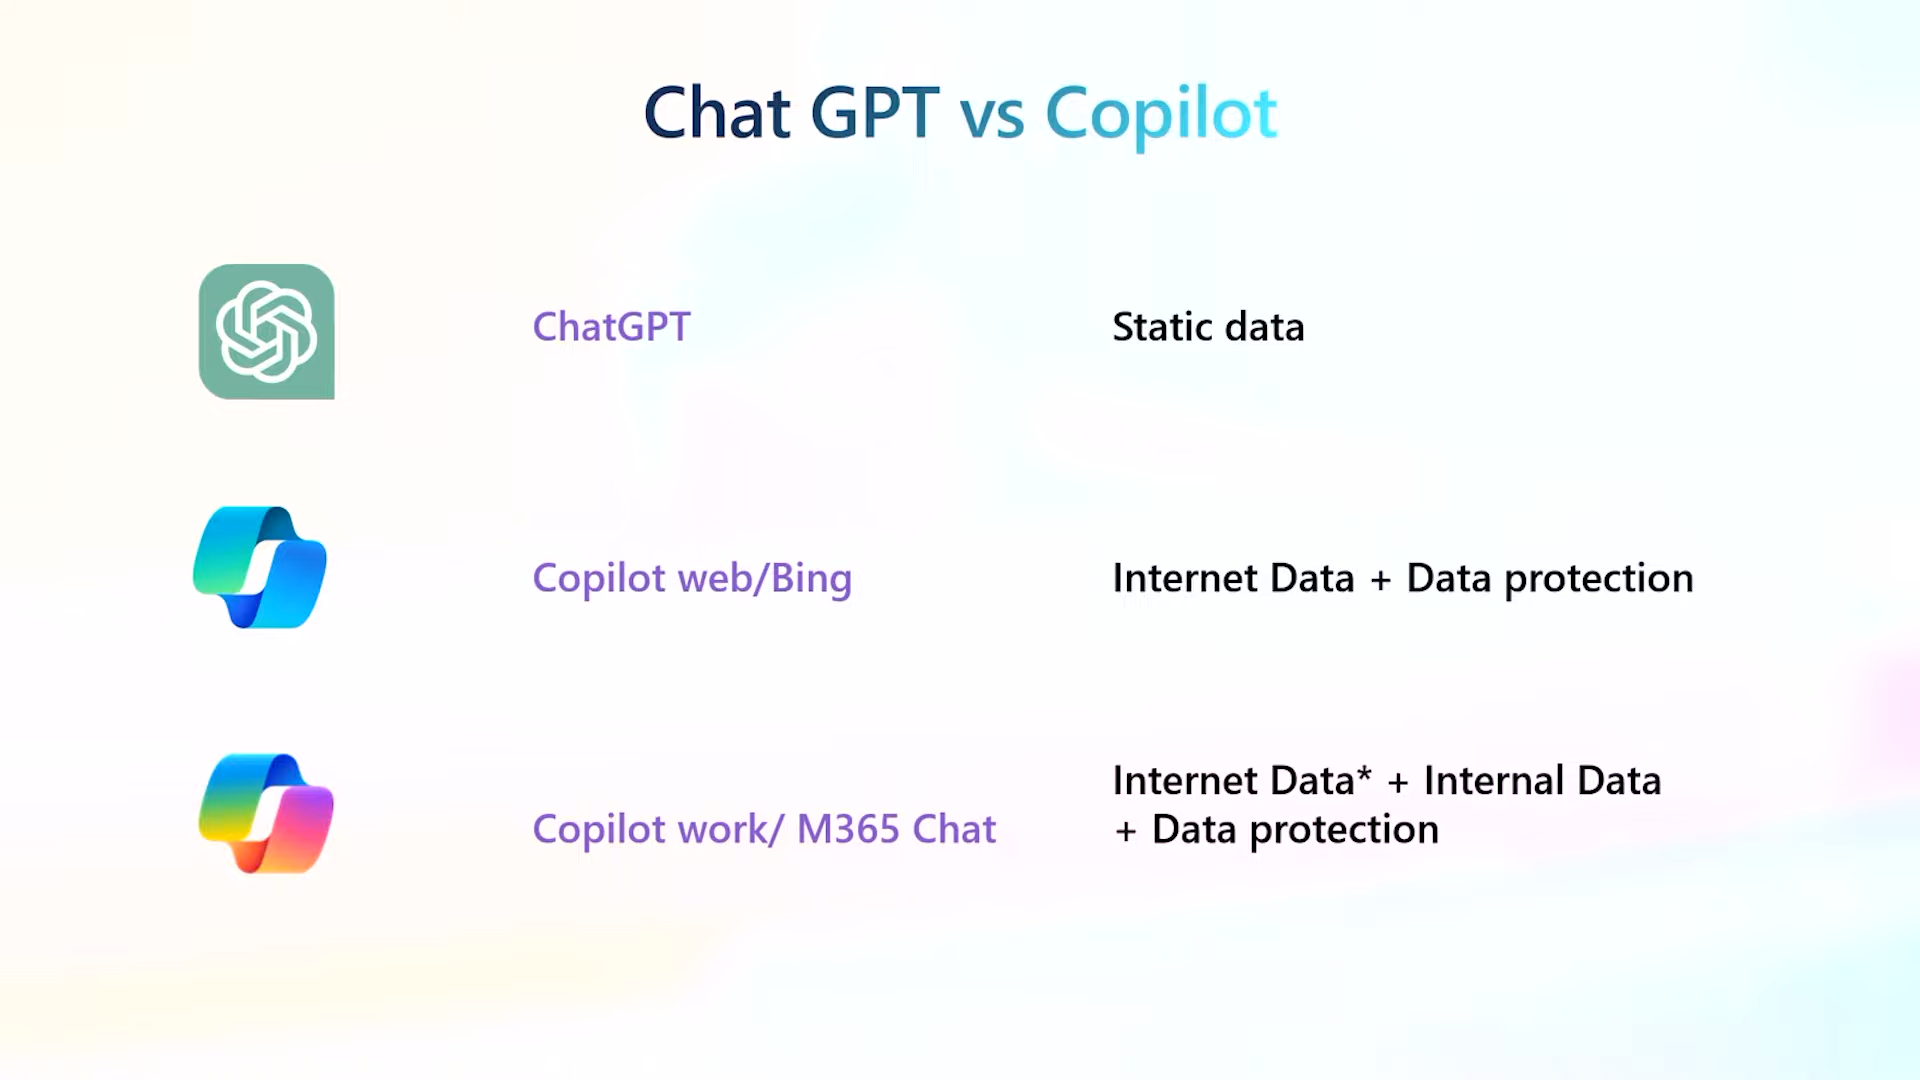 Chat GPT vs Copilot
ChatGPT
Static data
Copilot web/Bing
Internet Data + Data protection
Copilot work/ M365 Chat
Internet Data* + Internal Data
+ Data protection